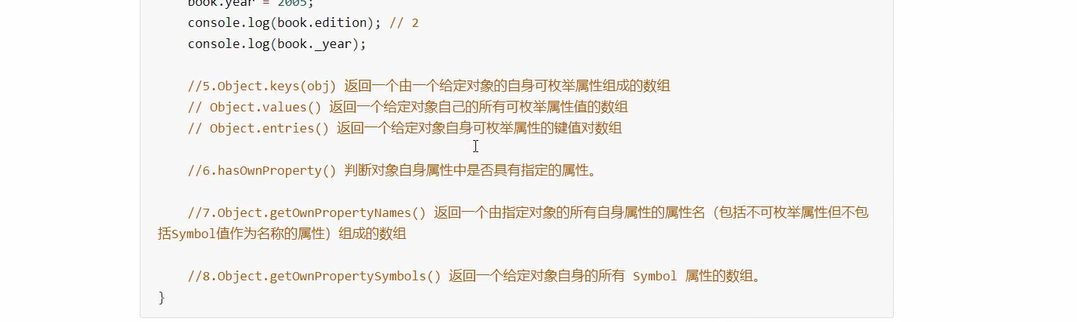 book.year = 2005;
console.log(book.edition); // 2
console.log(book._year);
//5.Object.keys(obj) 返回一个由一个给定对象的自身可枚举属性组成的数组
// Object.values() 返回一个给定对象自己的所有可枚举属性值的数组
// Object.entries() 返回一个给定对象自身可枚举属性的键值对数组
//6.hasOwnProperty() 判断对象自身属性中是否具有指定的属性。
//7.Object.getOwnPropertyNames() 返回一个由指定对象的所有自身属性的属性名（包括不可枚举属性但不包
括Symbol值作为名称的属性）组成的数组
//8.Object.getOwnPropertySymbols() 返回一个给定对象自身的所有 Symbol 属性的数组。
}